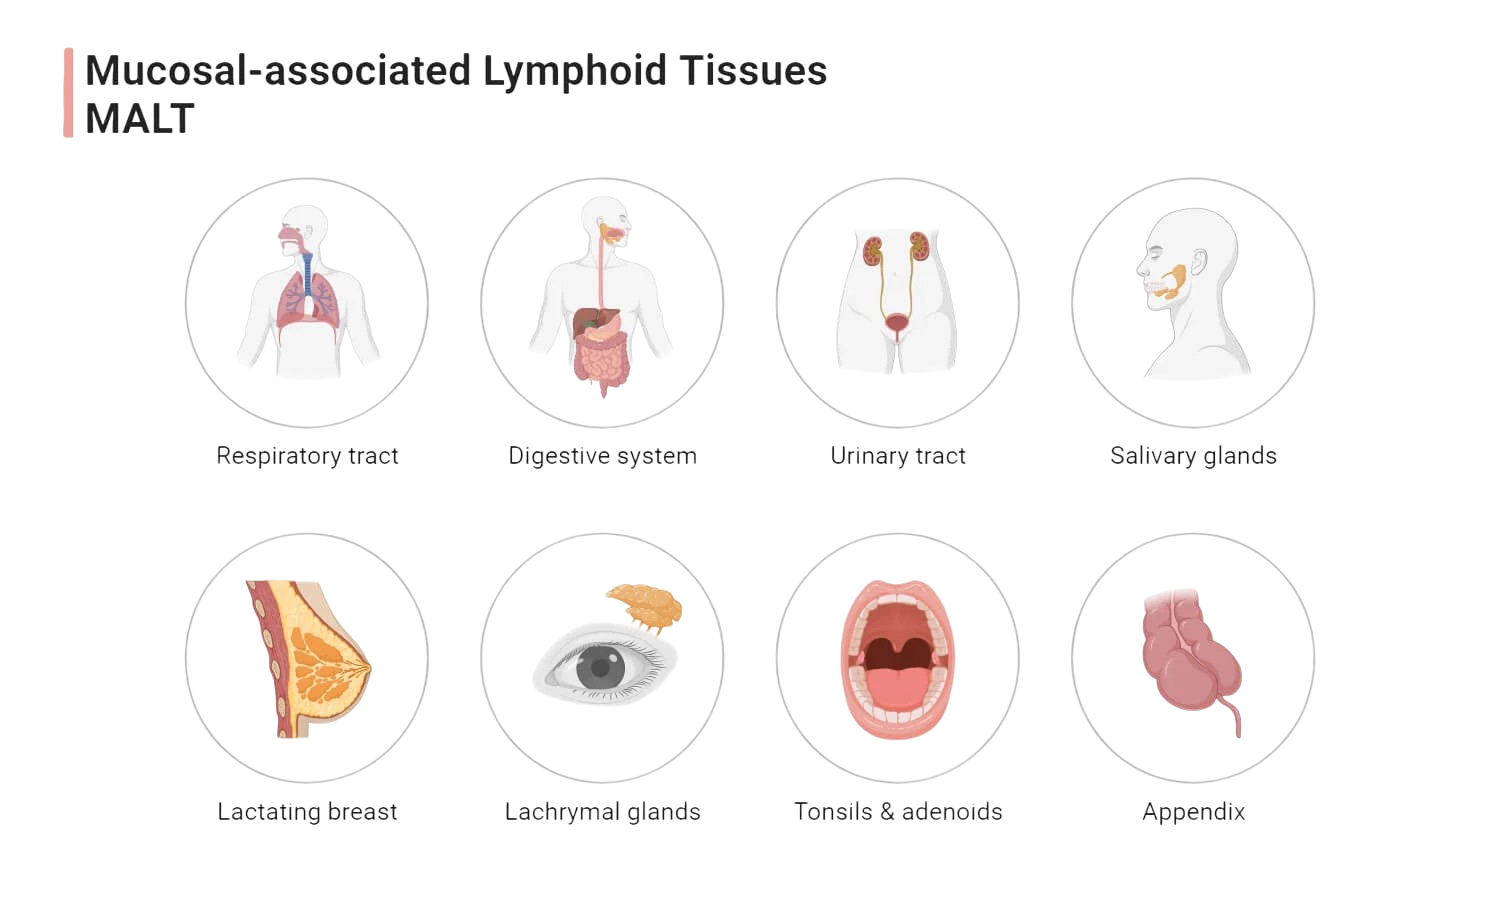 Mucosal-associated Lymphoid Tissues
MALT
Respiratory tract
Digestive system
Urinary tract
Salivary glands
Lactating breast
Lachrymal glands
Tonsils & adenoids
Appendix